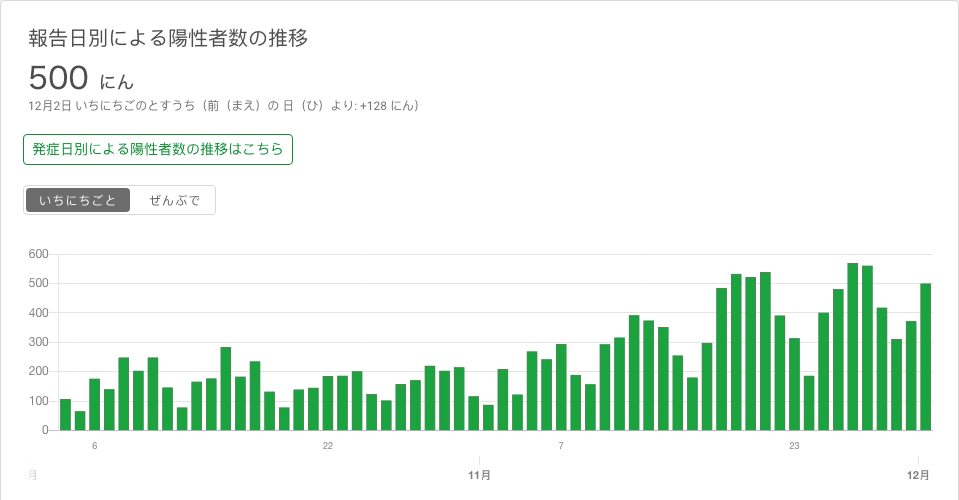 報告日別による陽性者数の推移
500 にん
12月2日 いちにちごのとすうち（前（まえ）の 日（ひ）より: +128 にん）
発症日別による陽性者数の推移はこちら
いちにちごと ぜんぶで
600
500
400
300
200
100
0
6 22 7 23
月 11月 12月